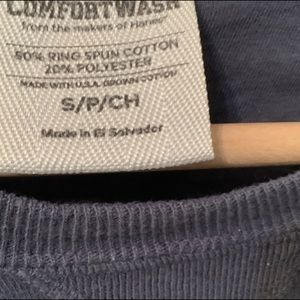 COMFORTWASH
from the makers of Hanes
80% RING SPUN COTTON
20% POLYESTER
MADE WITH U.S.A. GROWN COTTON
S/P/CH
Made in El Salvador